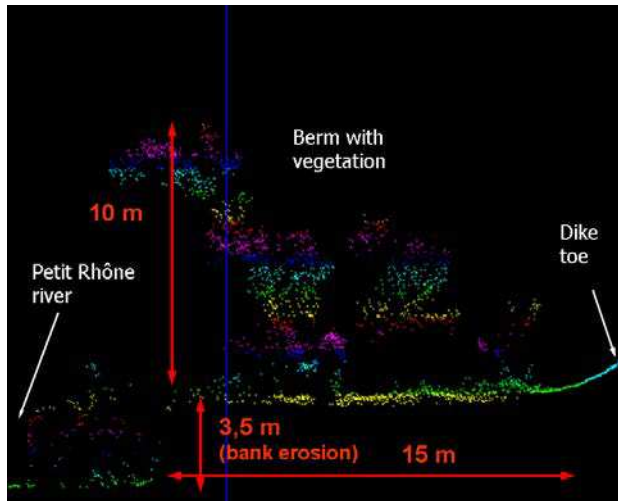 Berm with
vegetation
10 m
Petit Rhône
river
Dike
toe
3,5 m
(bank erosion)
15 m